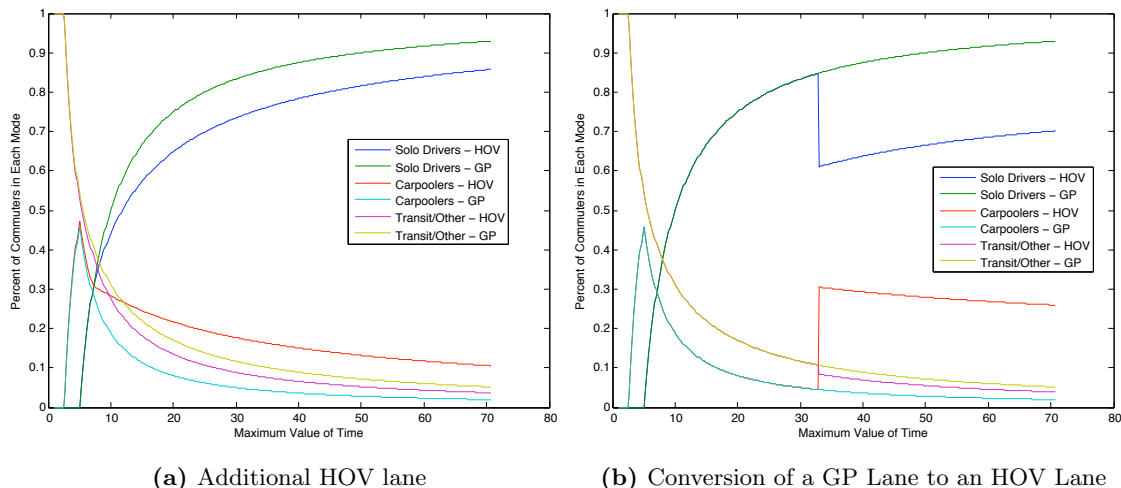 1
0.9
0.8
0.7
0.6
0.5
0.4
0.3
0.2
0.1
0
Percent of Commuters in Each Mode
Solo Drivers − HOV
Solo Drivers − GP
Carpoolers − HOV
Carpoolers − GP
Transit/Other − HOV
Transit/Other − GP
0 10 20 30 40 50 60 70 80
Maximum Value of Time
(a) Additional HOV lane
1
0.9
0.8
0.7
0.6
0.5
0.4
0.3
0.2
0.1
0
Percent of Commuters in Each Mode
Solo Drivers − HOV
Solo Drivers − GP
Carpoolers − HOV
Carpoolers − GP
Transit/Other − HOV
Transit/Other − GP
0 10 20 30 40 50 60 70 80
Maximum Value of Time
(b) Conversion of a GP Lane to an HOV Lane